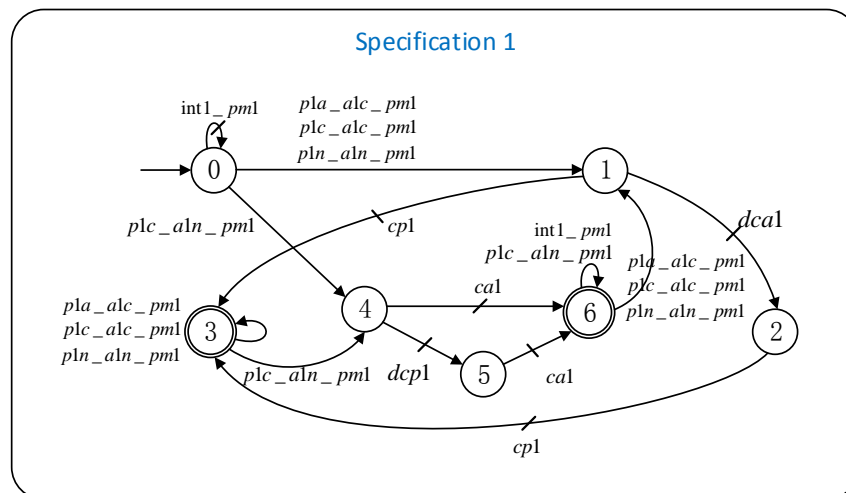 Specification 1
int1_pm1
p1a_a1c_pm1
p1c_a1c_pm1
p1n_a1n_pm1
0
1
p1c_a1n_pm1
cp1
dca1
int1_pm1
p1c_a1n_pm1
p1a_a1c_pm1
p1c_a1c_pm1
p1n_a1n_pm1
ca1
4
6
2
p1a_a1c_pm1
p1c_a1c_pm1
p1n_a1n_pm1
3
p1c_a1n_pm1
dcp1
5
ca1
cp1